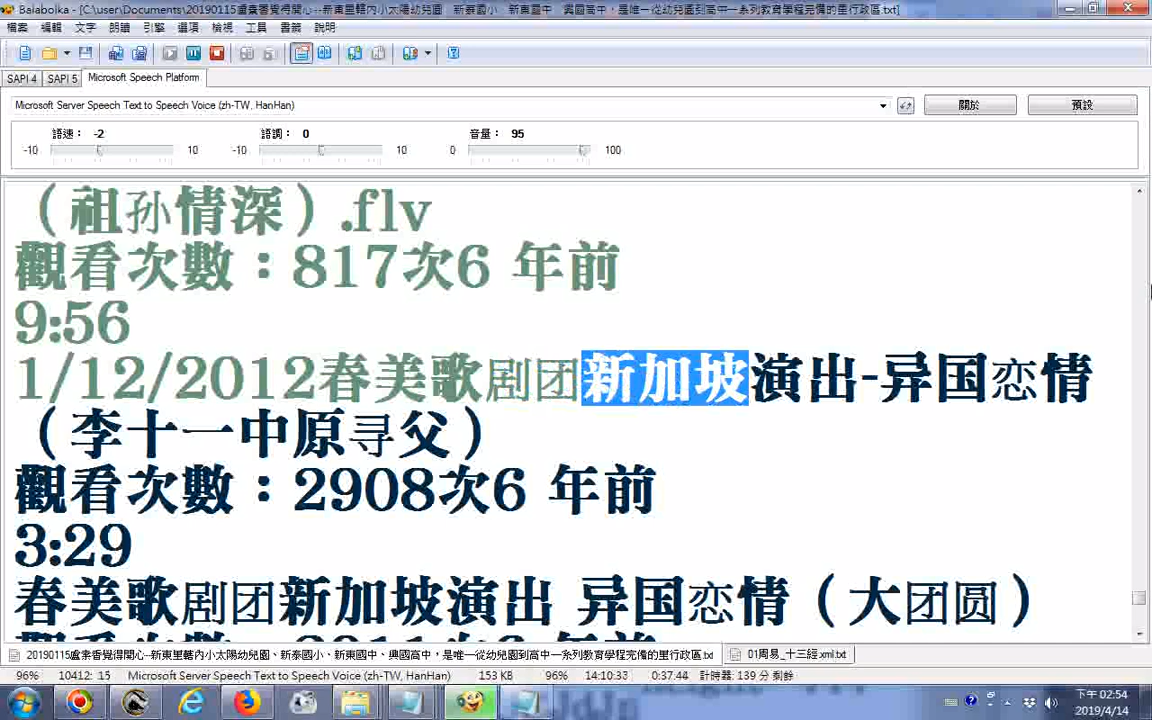 Balabolka - [C:\user\Documents\20190115盧素香覺得開心--新東里轄內小太陽幼兒園、新泰國小、新東國中、興國高中，是唯一從幼兒園到高中一系列教育學程完備的里行政區.txt]
檔案 編輯 文字 朗讀 引擎 選項 檢視 工具 書籤 說明
SAPI 4 SAPI 5 Microsoft Speech Platform
Microsoft Server Speech Text to Speech Voice (zh-TW, HanHan) 關於 預設
語速： -2 語調： 0 音量： 95
-10 10 -10 10 0 100
（祖孙情深）.flv
觀看次數：817次6 年前
9:56
1/12/2012春美歌剧团新加坡演出-异国恋情
（李十一中原寻父）
觀看次數：2908次6 年前
3:29
春美歌剧团新加坡演出 异国恋情（大团圆）
20190115盧素香覺得開心--新東里轄內小太陽幼兒園、新泰國小、新東國中、興國高中，是唯一從幼兒園到高中一系列教育學程完備的里行政區.txt 01周易_十三經.xml.txt
96% 10412: 15 Microsoft Server Speech Text to Speech Voice (zh-TW, HanHan) 153 KB 96% 14:10:33 0:37:44 計時器: 139 分 剩餘
下午 02:54
2019/4/14